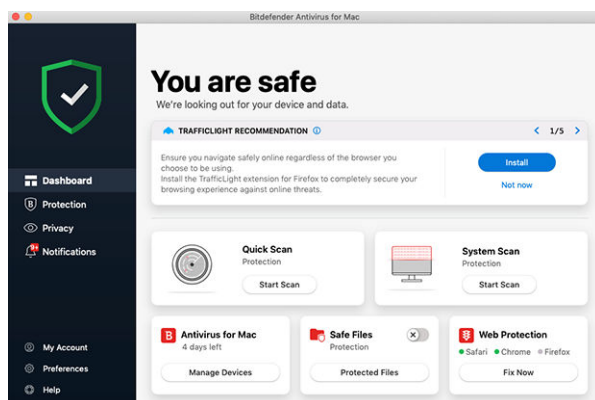 Bitdefender Antivirus for Mac
You are safe
We're looking out for your device and data.
TRAFFICLIGHT RECOMMENDATION
1/5
Ensure you navigate safely online regardless of the browser you
choose to be using.
Install the TrafficLight extension for Firefox to completely secure your
browsing experience against online threats.
Install
Not now
Dashboard
B Protection
Privacy
9+
Notifications
Quick Scan
Protection
Start Scan
System Scan
Protection
Start Scan
B Antivirus for Mac
4 days left
Manage Devices
Safe Files
Protection
Protected Files
Web Protection
Safari Chrome Firefox
Fix Now
My Account
Preferences
Help